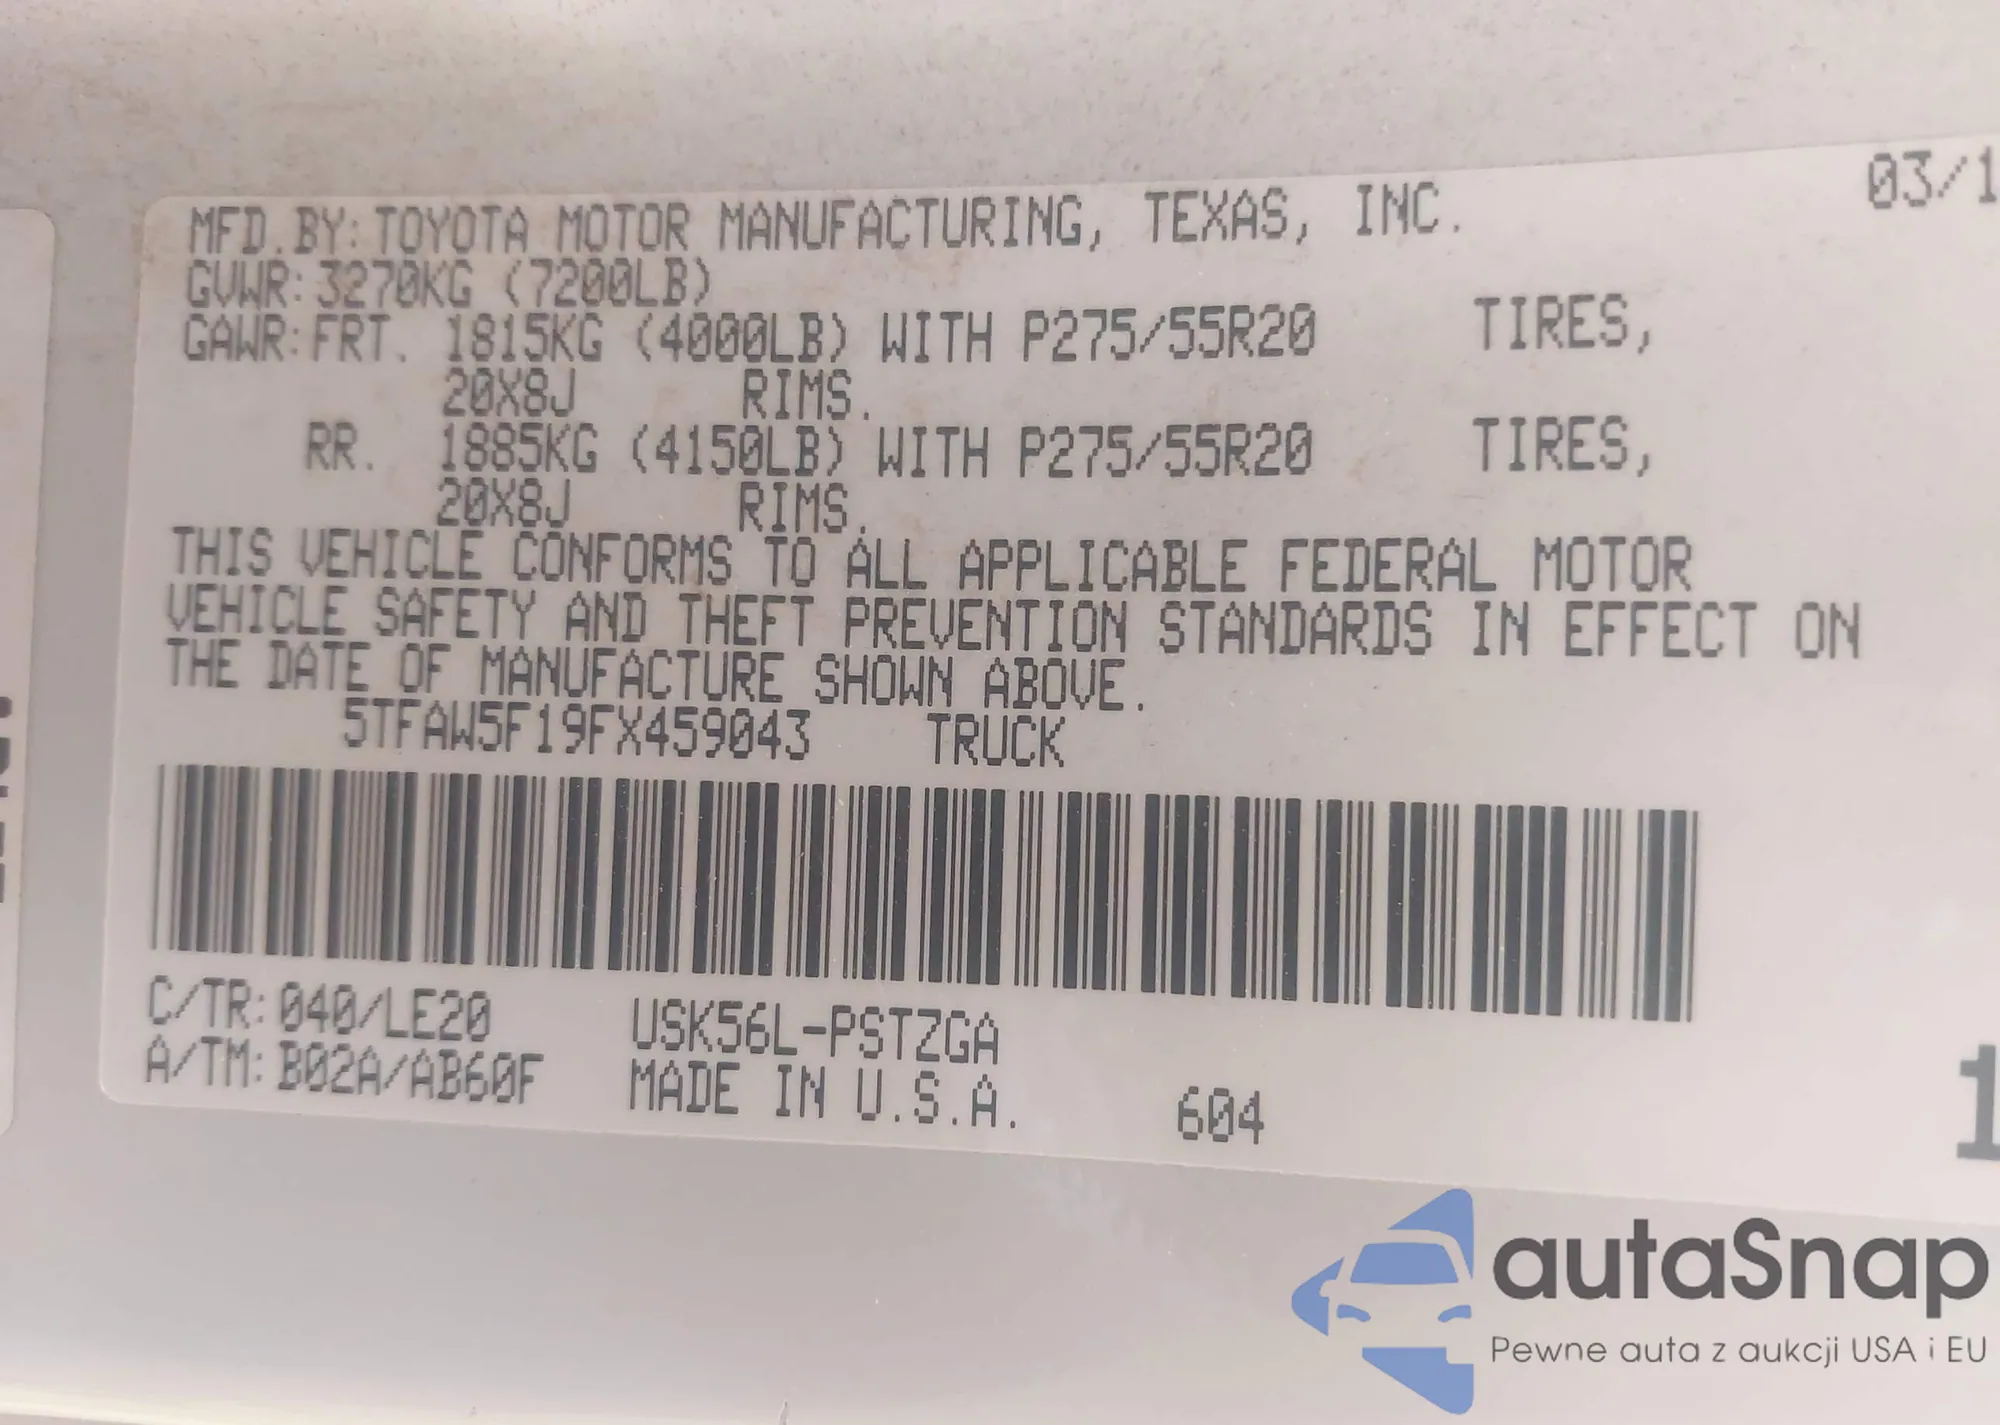 03/1
MFD.BY: TOYOTA MOTOR MANUFACTURING, TEXAS, INC.
GVWR: 3270KG (7200LB)
GAWR: FRT. 1815KG (4000LB) WITH P275/55R20 TIRES,
20X8J RIMS.
RR. 1885KG (4150LB) WITH P275/55R20 TIRES,
20X8J RIMS.
THIS VEHICLE CONFORMS TO ALL APPLICABLE FEDERAL MOTOR
VEHICLE SAFETY AND THEFT PREVENTION STANDARDS IN EFFECT ON
THE DATE OF MANUFACTURE SHOWN ABOVE.
5TFAW5F19FX459043 TRUCK
C/TR: 040/LE20 USK56L-PSTZGA
A/TM: B02A/AB60F MADE IN U.S.A. 604
1
autaSnap
Pewne auta z aukcji USA i EU